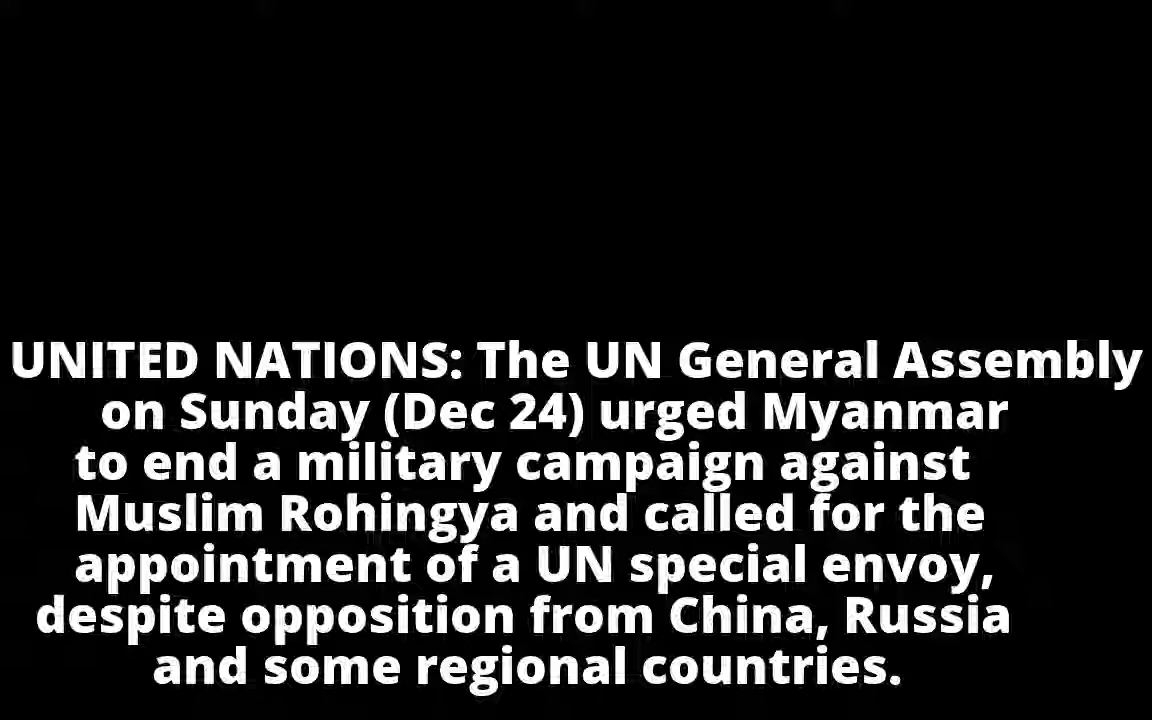 UNITED NATIONS: The UN General Assembly
on Sunday (Dec 24) urged Myanmar
to end a military campaign against
Muslim Rohingya and called for the
appointment of a UN special envoy,
despite opposition from China, Russia
and some regional countries.